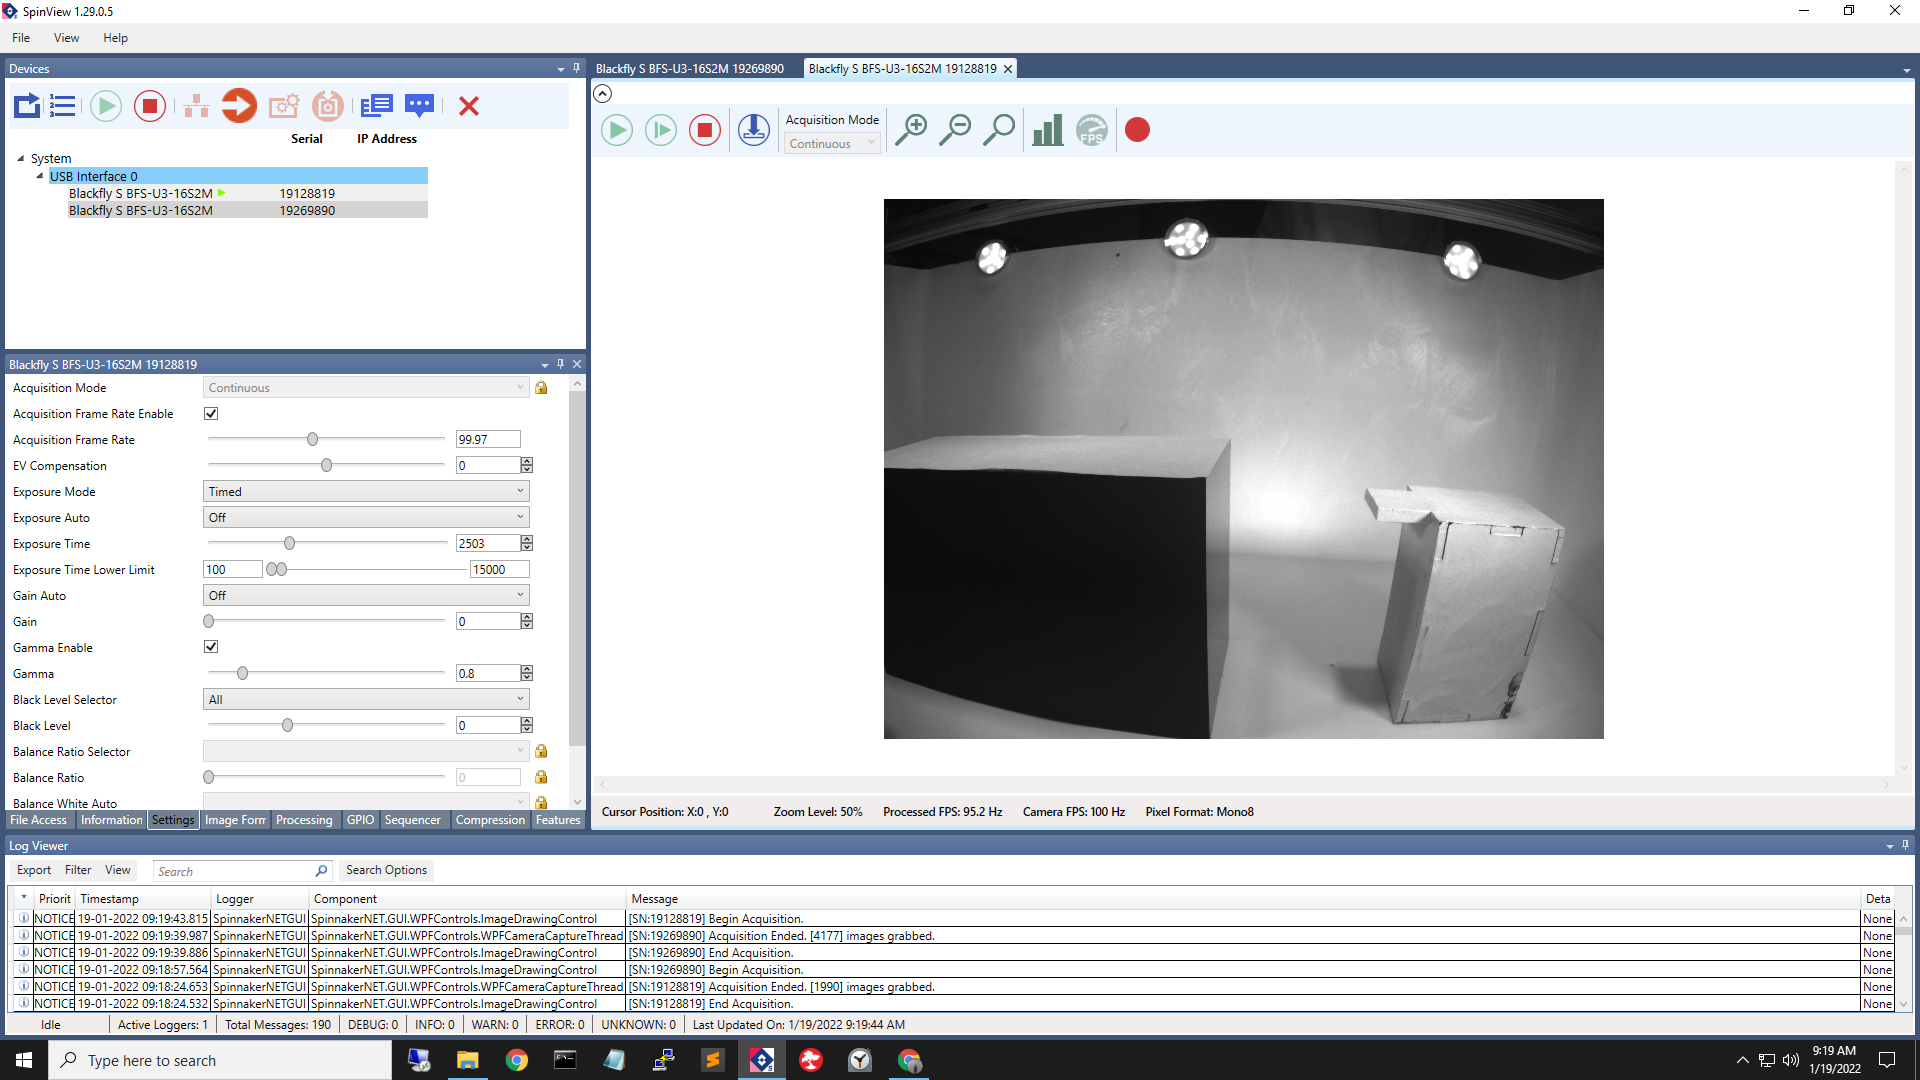 SpinView 1.29.0.5
File View Help
Devices
Serial IP Address
System
USB Interface 0
Blackfly S BFS-U3-16S2M 19128819
Blackfly S BFS-U3-16S2M 19269890
Blackfly S BFS-U3-16S2M 19128819
Acquisition Mode Continuous
Acquisition Frame Rate Enable
Acquisition Frame Rate 99.97
EV Compensation 0
Exposure Mode Timed
Exposure Auto Off
Exposure Time 2503
Exposure Time Lower Limit 100 15000
Gain Auto Off
Gain 0
Gamma Enable
Gamma 0.8
Black Level Selector All
Black Level 0
Balance Ratio Selector
Balance Ratio 0
Balance White Auto
File Access Information Settings Image Form Processing GPIO Sequencer Compression Features
Blackfly S BFS-U3-16S2M 19269890 Blackfly S BFS-U3-16S2M 19128819
Acquisition Mode
Continuous
FPS
Cursor Position: X:0 , Y:0 Zoom Level: 50% Processed FPS: 95.2 Hz Camera FPS: 100 Hz Pixel Format: Mono8
Log Viewer
Export Filter View Search Search Options
* Priorit Timestamp Logger Component Message Deta
NOTICE 19-01-2022 09:19:43.815 SpinnakerNETGUI SpinnakerNET.GUI.WPFControls.ImageDrawingControl [SN:19128819] Begin Acquisition. None
NOTICE 19-01-2022 09:19:39.987 SpinnakerNETGUI SpinnakerNET.GUI.WPFControls.WPFCameraCaptureThread [SN:19269890] Acquisition Ended. [4177] images grabbed. None
NOTICE 19-01-2022 09:19:39.886 SpinnakerNETGUI SpinnakerNET.GUI.WPFControls.ImageDrawingControl [SN:19269890] End Acquisition. None
NOTICE 19-01-2022 09:18:57.564 SpinnakerNETGUI SpinnakerNET.GUI.WPFControls.ImageDrawingControl [SN:19269890] Begin Acquisition. None
NOTICE 19-01-2022 09:18:24.653 SpinnakerNETGUI SpinnakerNET.GUI.WPFControls.WPFCameraCaptureThread [SN:19128819] Acquisition Ended. [1990] images grabbed. None
NOTICE 19-01-2022 09:18:24.532 SpinnakerNETGUI SpinnakerNET.GUI.WPFControls.ImageDrawingControl [SN:19128819] End Acquisition. None
Idle Active Loggers: 1 Total Messages: 190 DEBUG: 0 INFO: 0 WARN: 0 ERROR: 0 UNKNOWN: 0 Last Updated On: 1/19/2022 9:19:44 AM
Type here to search
9:19 AM
1/19/2022